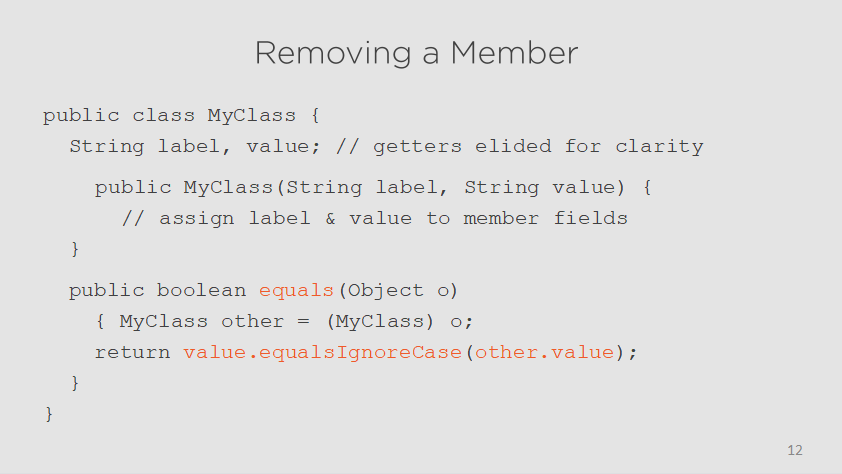 Removing a Member
public class MyClass {
String label, value; // getters elided for clarity
public MyClass(String label, String value) {
// assign label & value to member fields
}
public boolean equals(Object o)
{ MyClass other = (MyClass) o;
return value.equalsIgnoreCase(other.value);
}
}
12